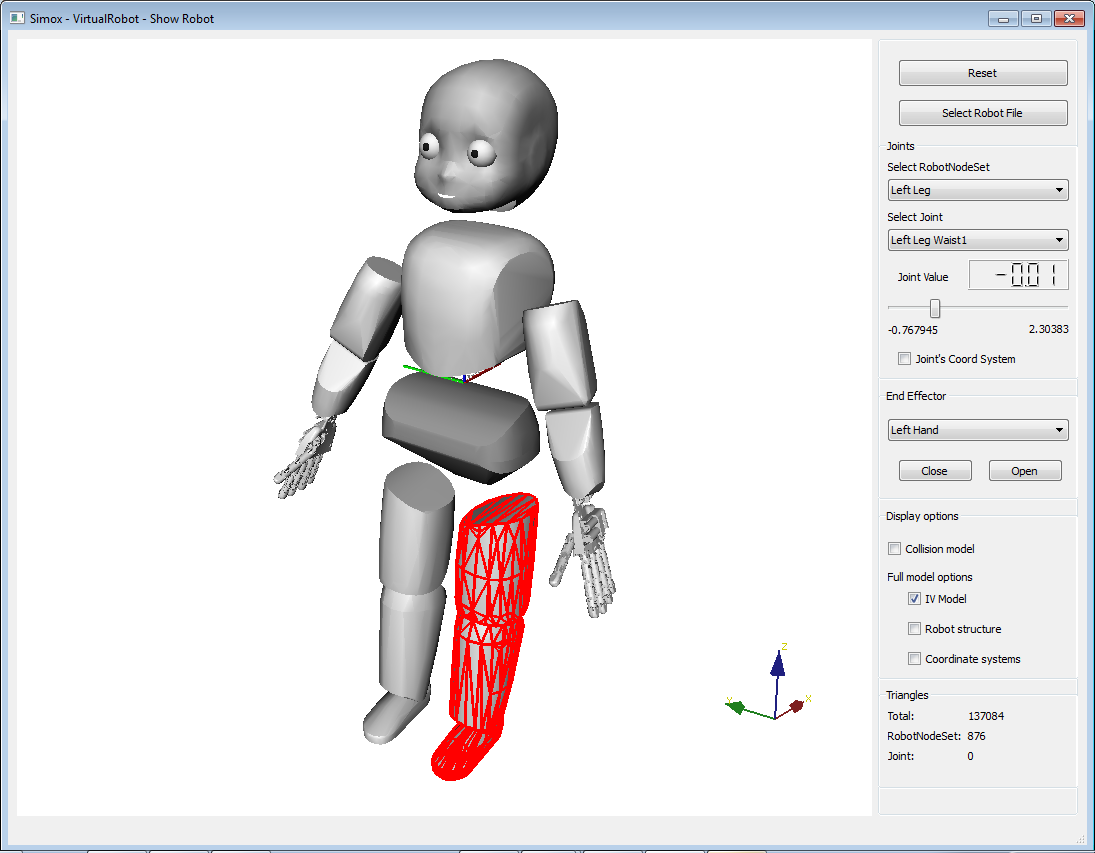 Simox - VirtualRobot - Show Robot
Reset
Select Robot File
Joints
Select RobotNodeSet
Left Leg
Select Joint
Left Leg Waist1
Joint Value -0.01
-0.767945 2.30383
Joint's Coord System
End Effector
Left Hand
Close Open
Display options
Collision model
Full model options
IV Model
Robot structure
Coordinate systems
Triangles
Total: 137084
RobotNodeSet: 876
Joint: 0
z
Y X